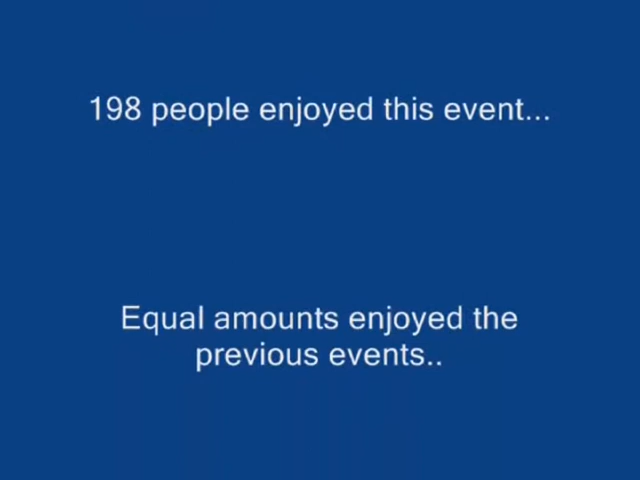 198 people enjoyed this event...
Equal amounts enjoyed the
previous events..